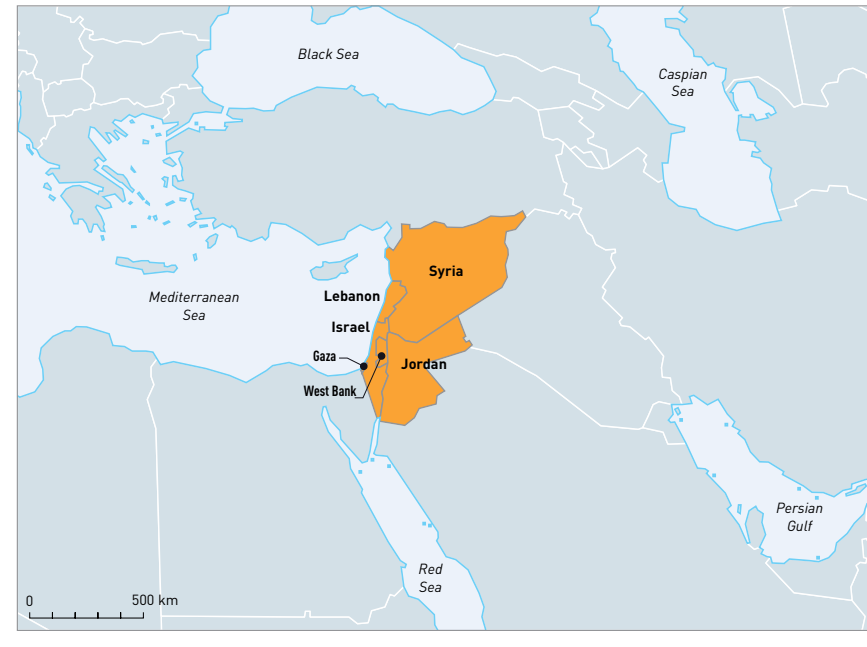 Black Sea
Caspian
Sea
Syria
Mediterranean
Sea
Lebanon
Israel
Gaza
Jordan
West Bank
Persian
Gulf
Red
Sea
0
500 km